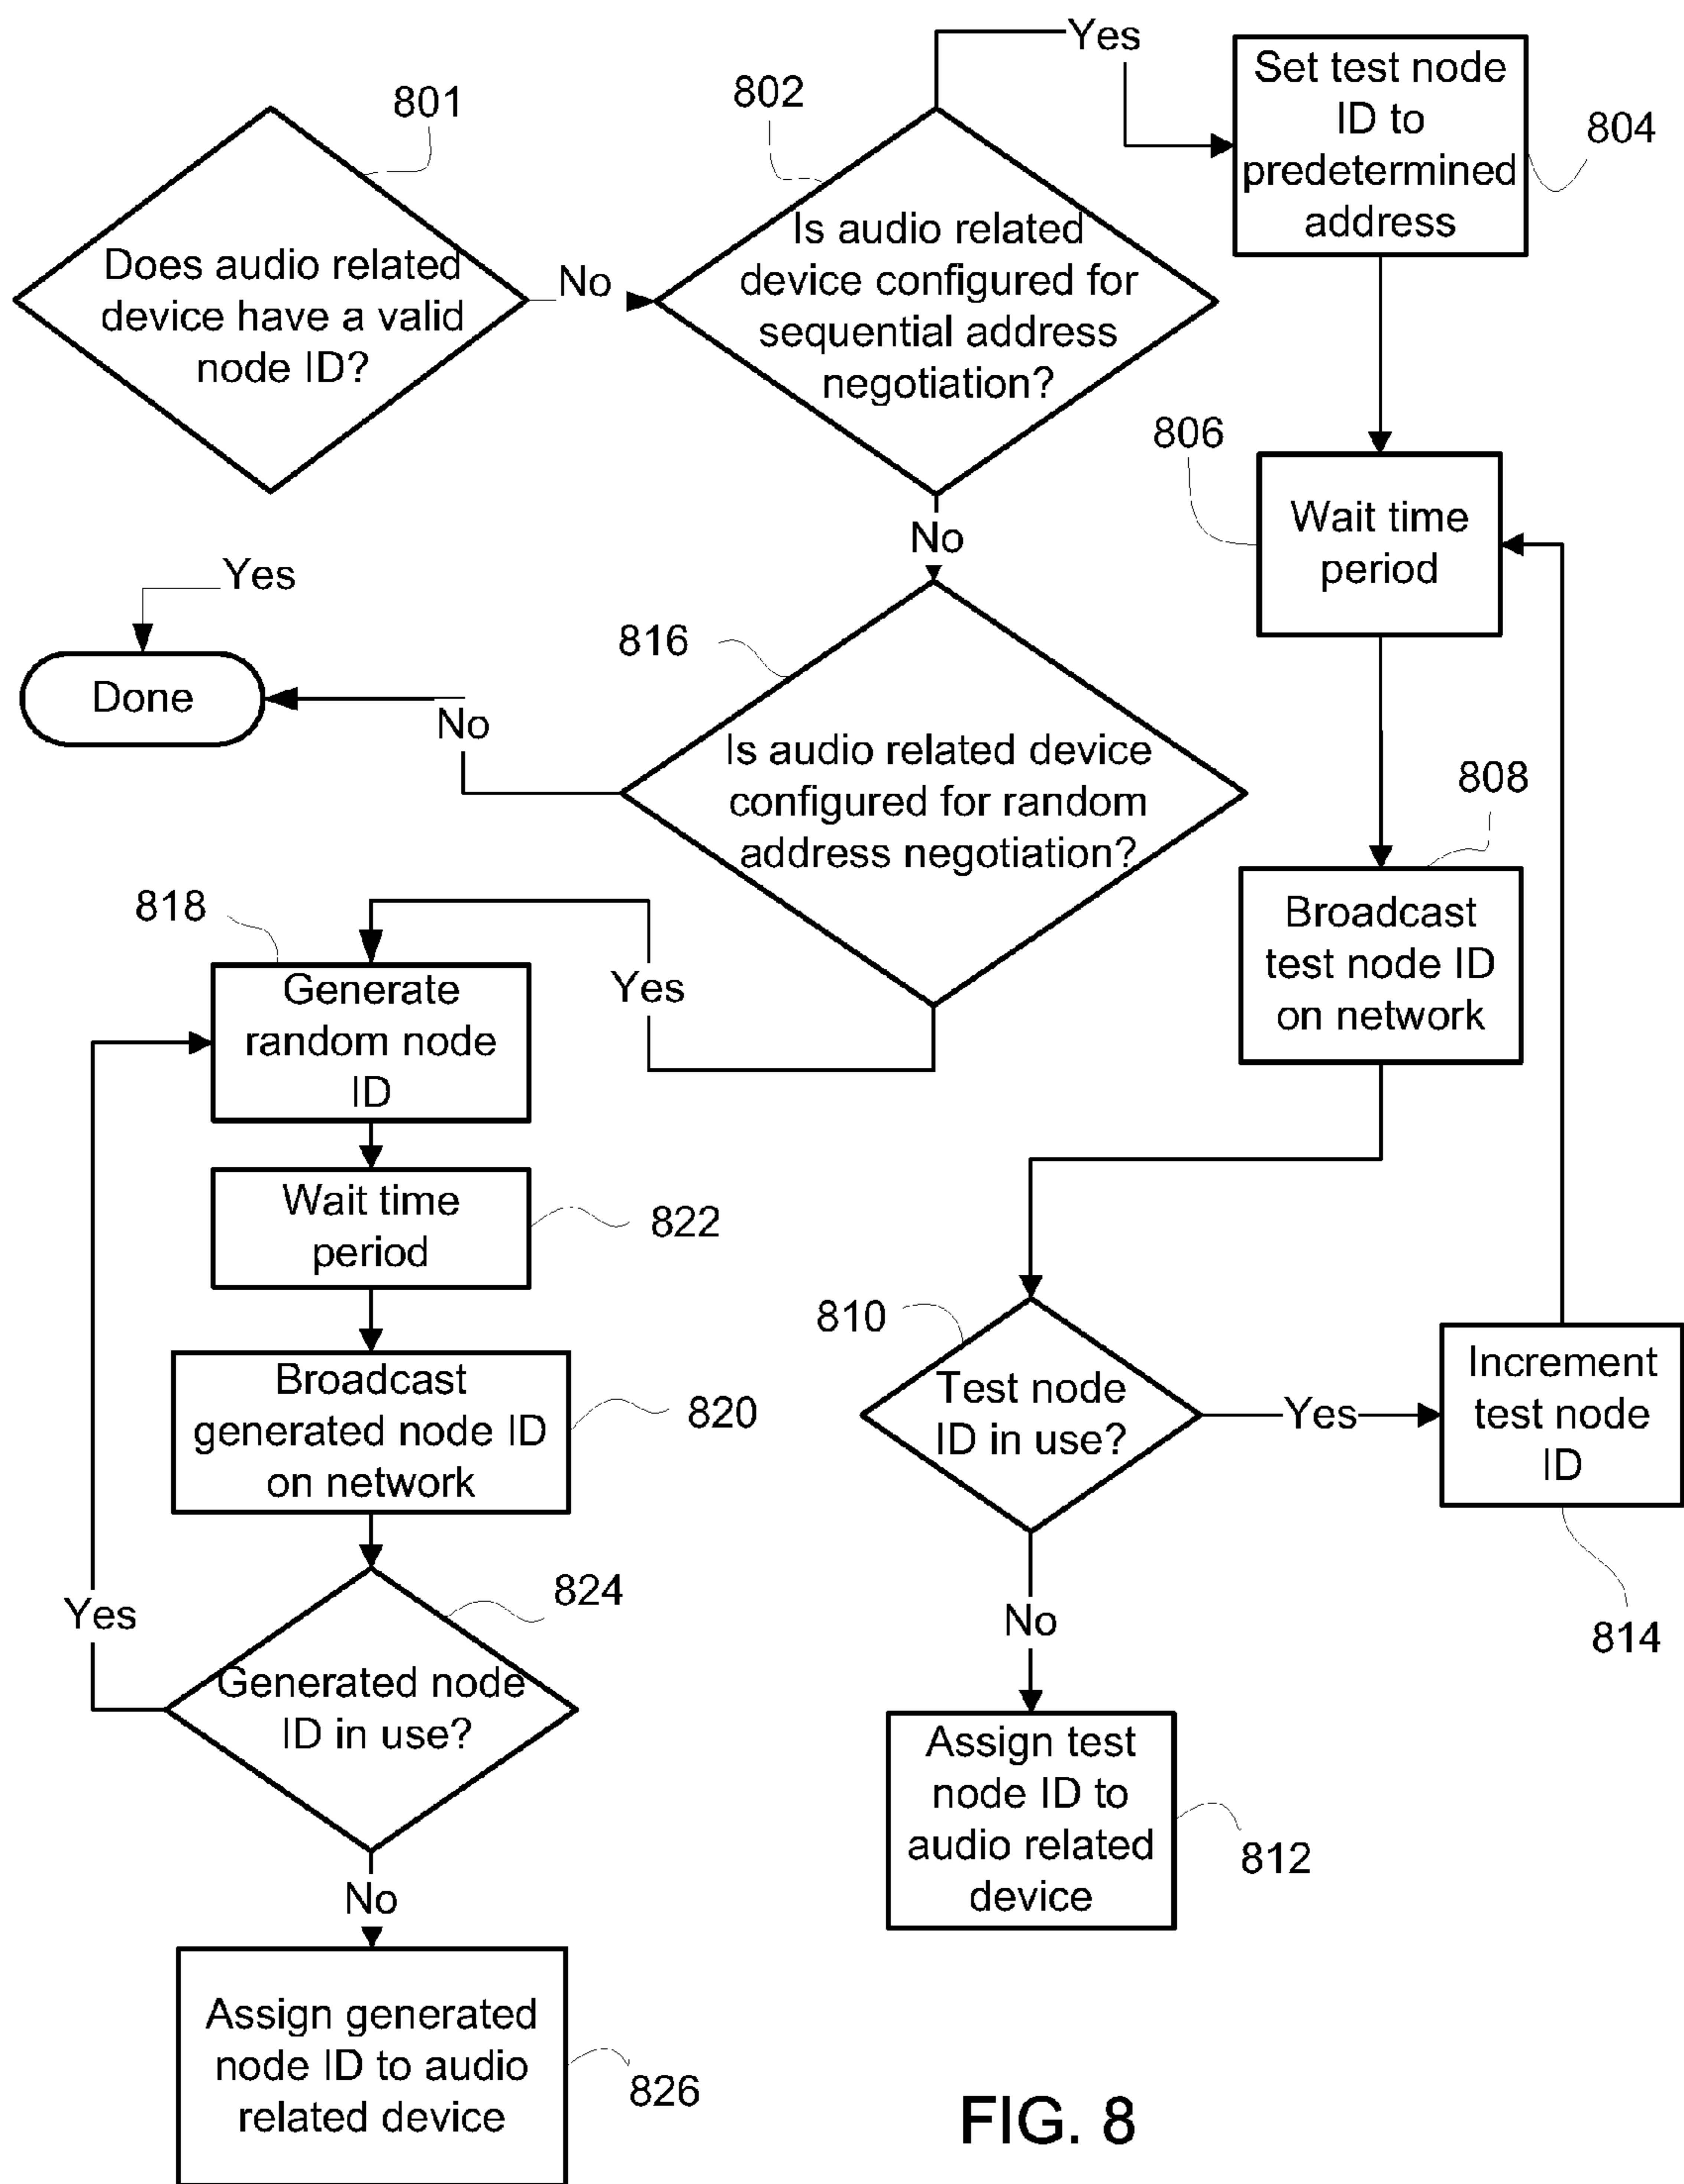 801
Does audio related
device have a valid
node ID?
No
802
Is audio related
device configured for
sequential address
negotiation?
Yes
Set test node
ID to
predetermined
address
804
No
806
Wait time
period
Yes
Done
No
816
Is audio related device
configured for random
address negotiation?
808
Broadcast
test node ID
on network
818
Generate
random node
ID
Yes
Wait time
period
822
Broadcast
generated node ID
on network
820
810
Test node
ID in use?
Yes
Increment
test node
ID
814
Yes
824
Generated node
ID in use?
No
Assign test
node ID to
audio related
device
812
No
Assign generated
node ID to audio
related device
826
FIG. 8